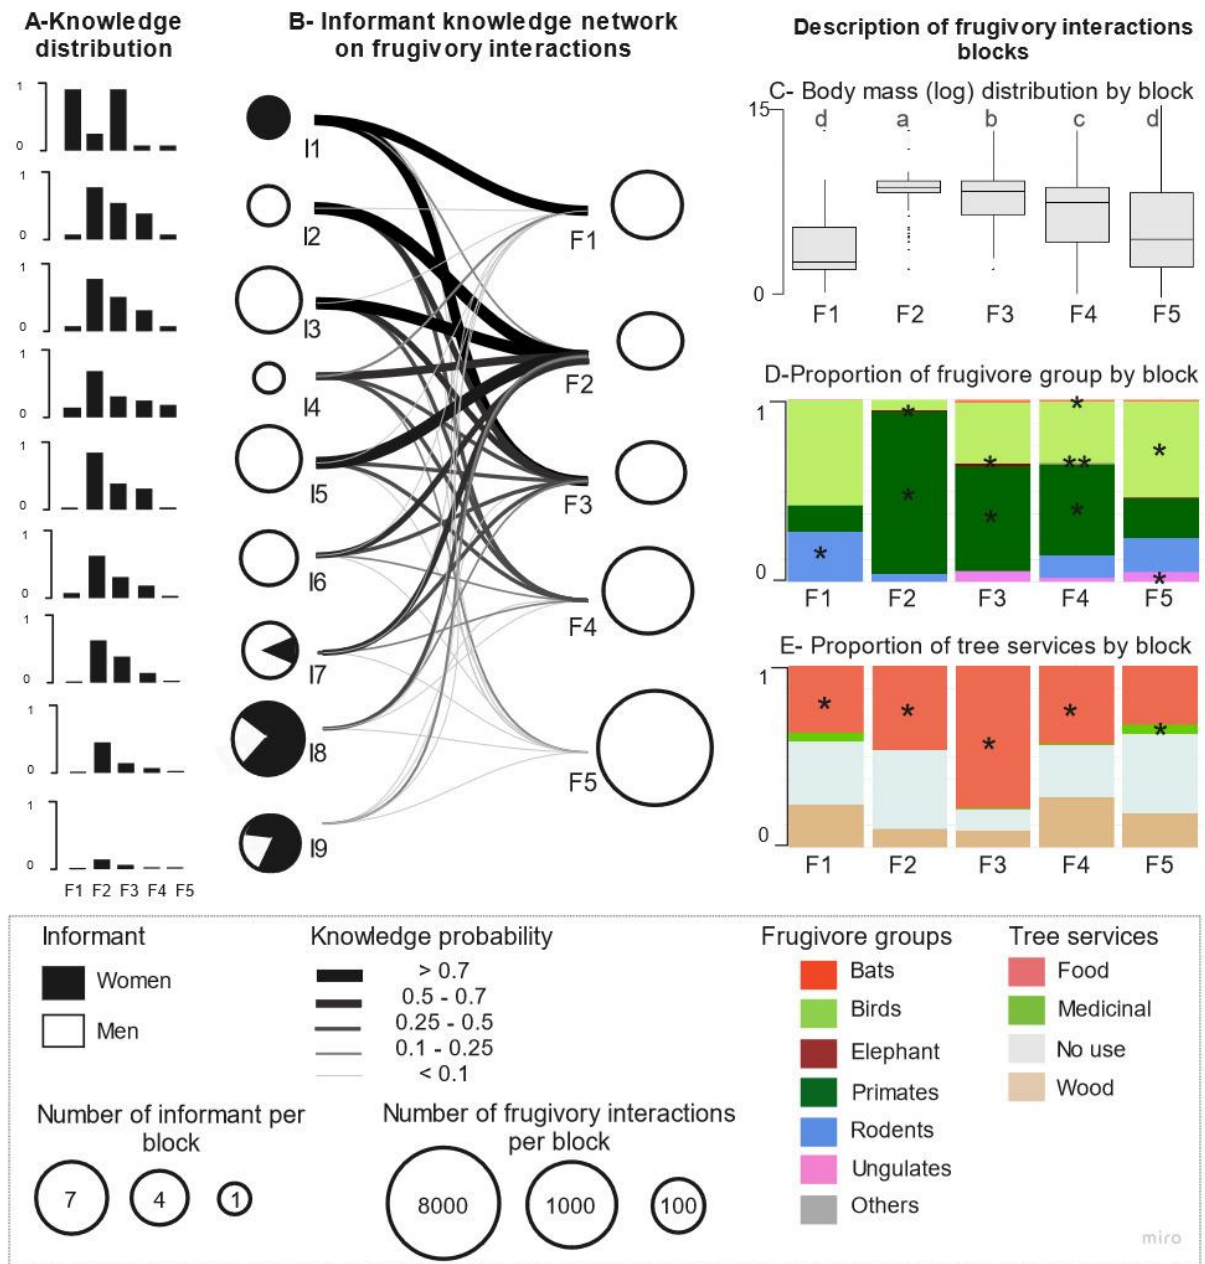 A-Knowledge
distribution
B- Informant knowledge network
on frugivory interactions
Description of frugivory interactions
blocks
1
0
1
0
1
0
1
0
1
0
1
0
1
0
1
0
1
0
F1 F2 F3 F4 F5
I1
I2
I3
I4
I5
I6
I7
I8
I9
F1
F2
F3
F4
F5
C- Body mass (log) distribution by block
15
d a b c d
0
F1 F2 F3 F4 F5
D-Proportion of frugivore group by block
1
* * * * ** * * * *
0
F1 F2 F3 F4 F5
E- Proportion of tree services by block
1
* * * * *
0
F1 F2 F3 F4 F5
Informant
Women
Men
Knowledge probability
> 0.7
0.5 - 0.7
0.25 - 0.5
0.1 - 0.25
< 0.1
Number of informant per
block
7 4 1
Number of frugivory interactions
per block
8000 1000 100
Frugivore groups
Bats
Birds
Elephant
Primates
Rodents
Ungulates
Others
Tree services
Food
Medicinal
No use
Wood
miro